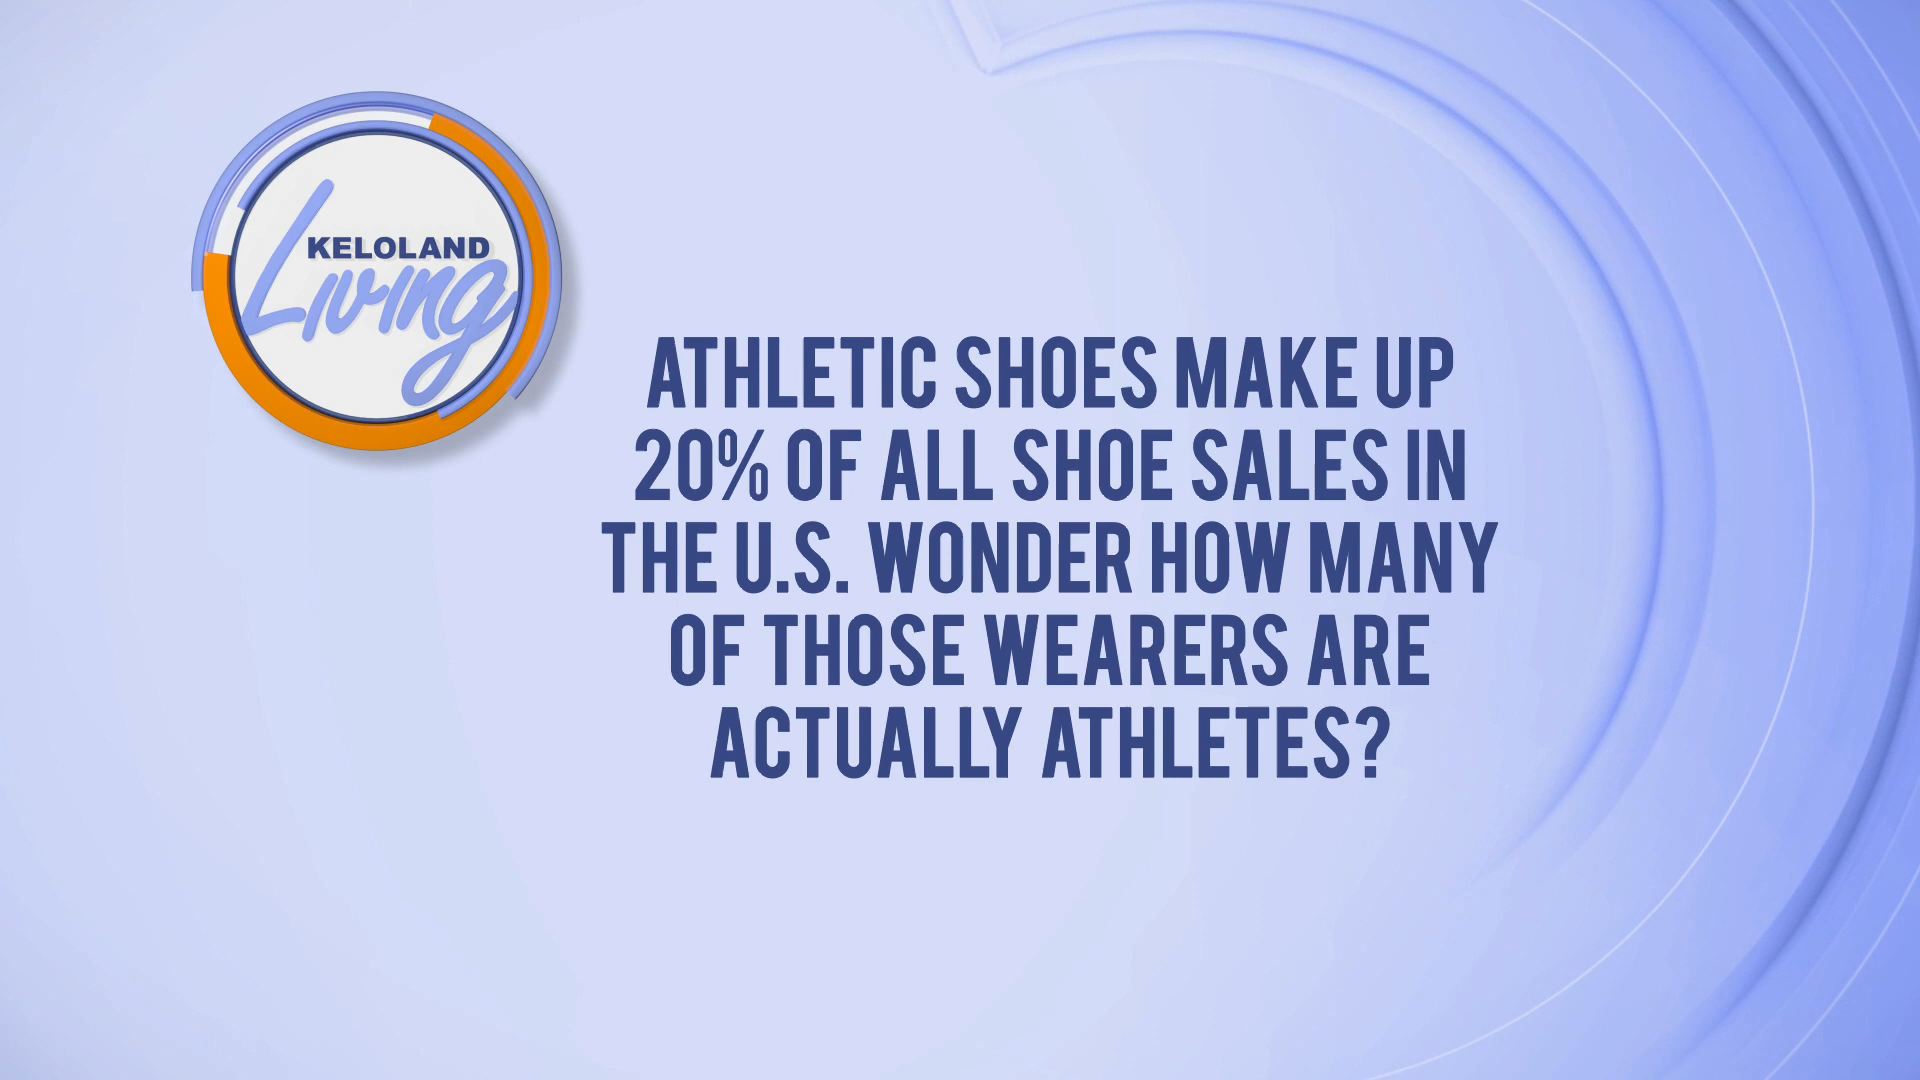 KELOLAND
Living
ATHLETIC SHOES MAKE UP
20% OF ALL SHOE SALES IN
THE U.S. WONDER HOW MANY
OF THOSE WEARERS ARE
ACTUALLY ATHLETES?